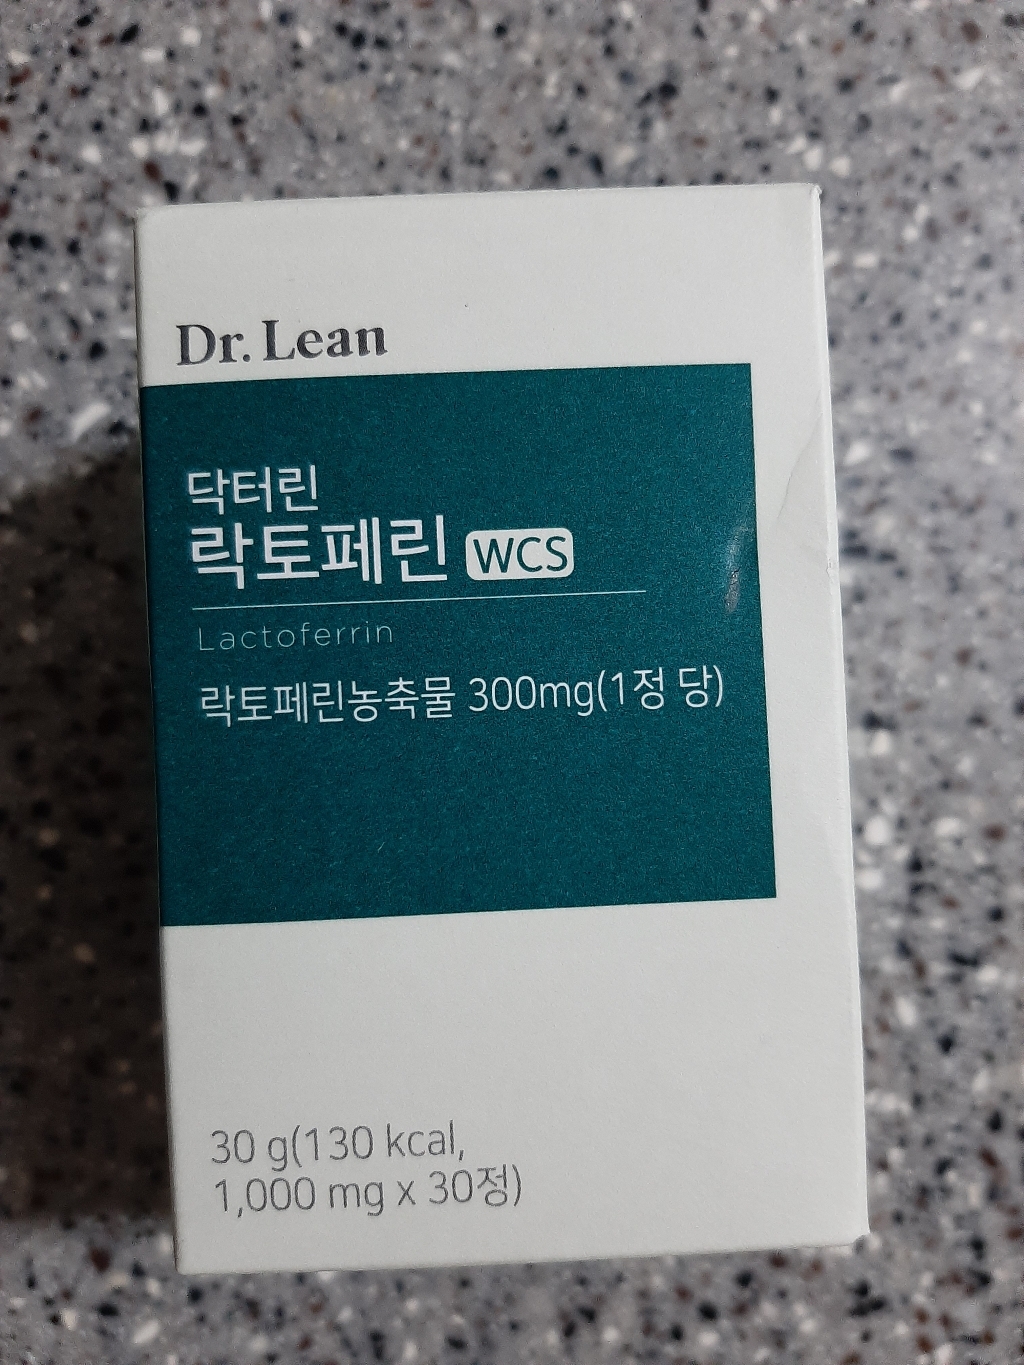 Dr. Lean
닥터린
락토페린 WCS
Lactoferrin
락토페린농축물 300mg(1정 당)
30 g(130 kcal,
1,000 mg x 30정)